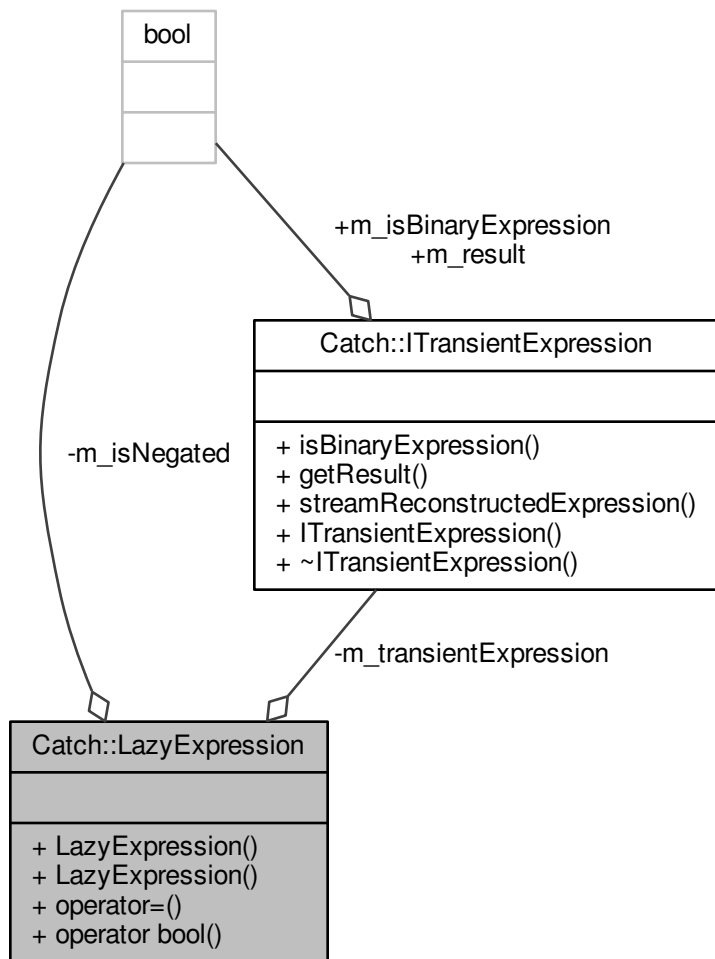 bool
+m_isBinaryExpression
+m_result
Catch::ITransientExpression
+ isBinaryExpression()
+ getResult()
+ streamReconstructedExpression()
+ ITransientExpression()
+ ~ITransientExpression()
-m_isNegated
-m_transientExpression
Catch::LazyExpression
+ LazyExpression()
+ LazyExpression()
+ operator=()
+ operator bool()